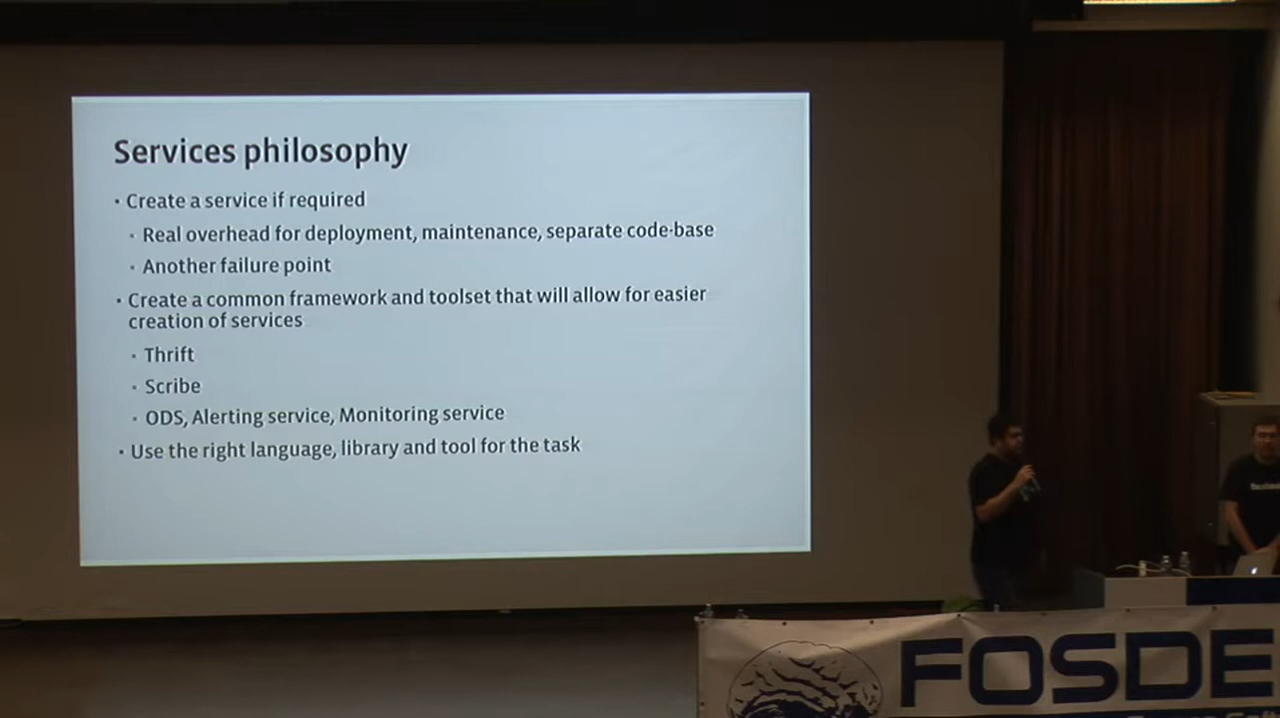 Services philosophy
• Create a service if required
• Real overhead for deployment, maintenance, separate code-base
• Another failure point
• Create a common framework and toolset that will allow for easier
creation of services
• Thrift
• Scribe
• ODS, Alerting service, Monitoring service
• Use the right language, library and tool for the task
FOSDE